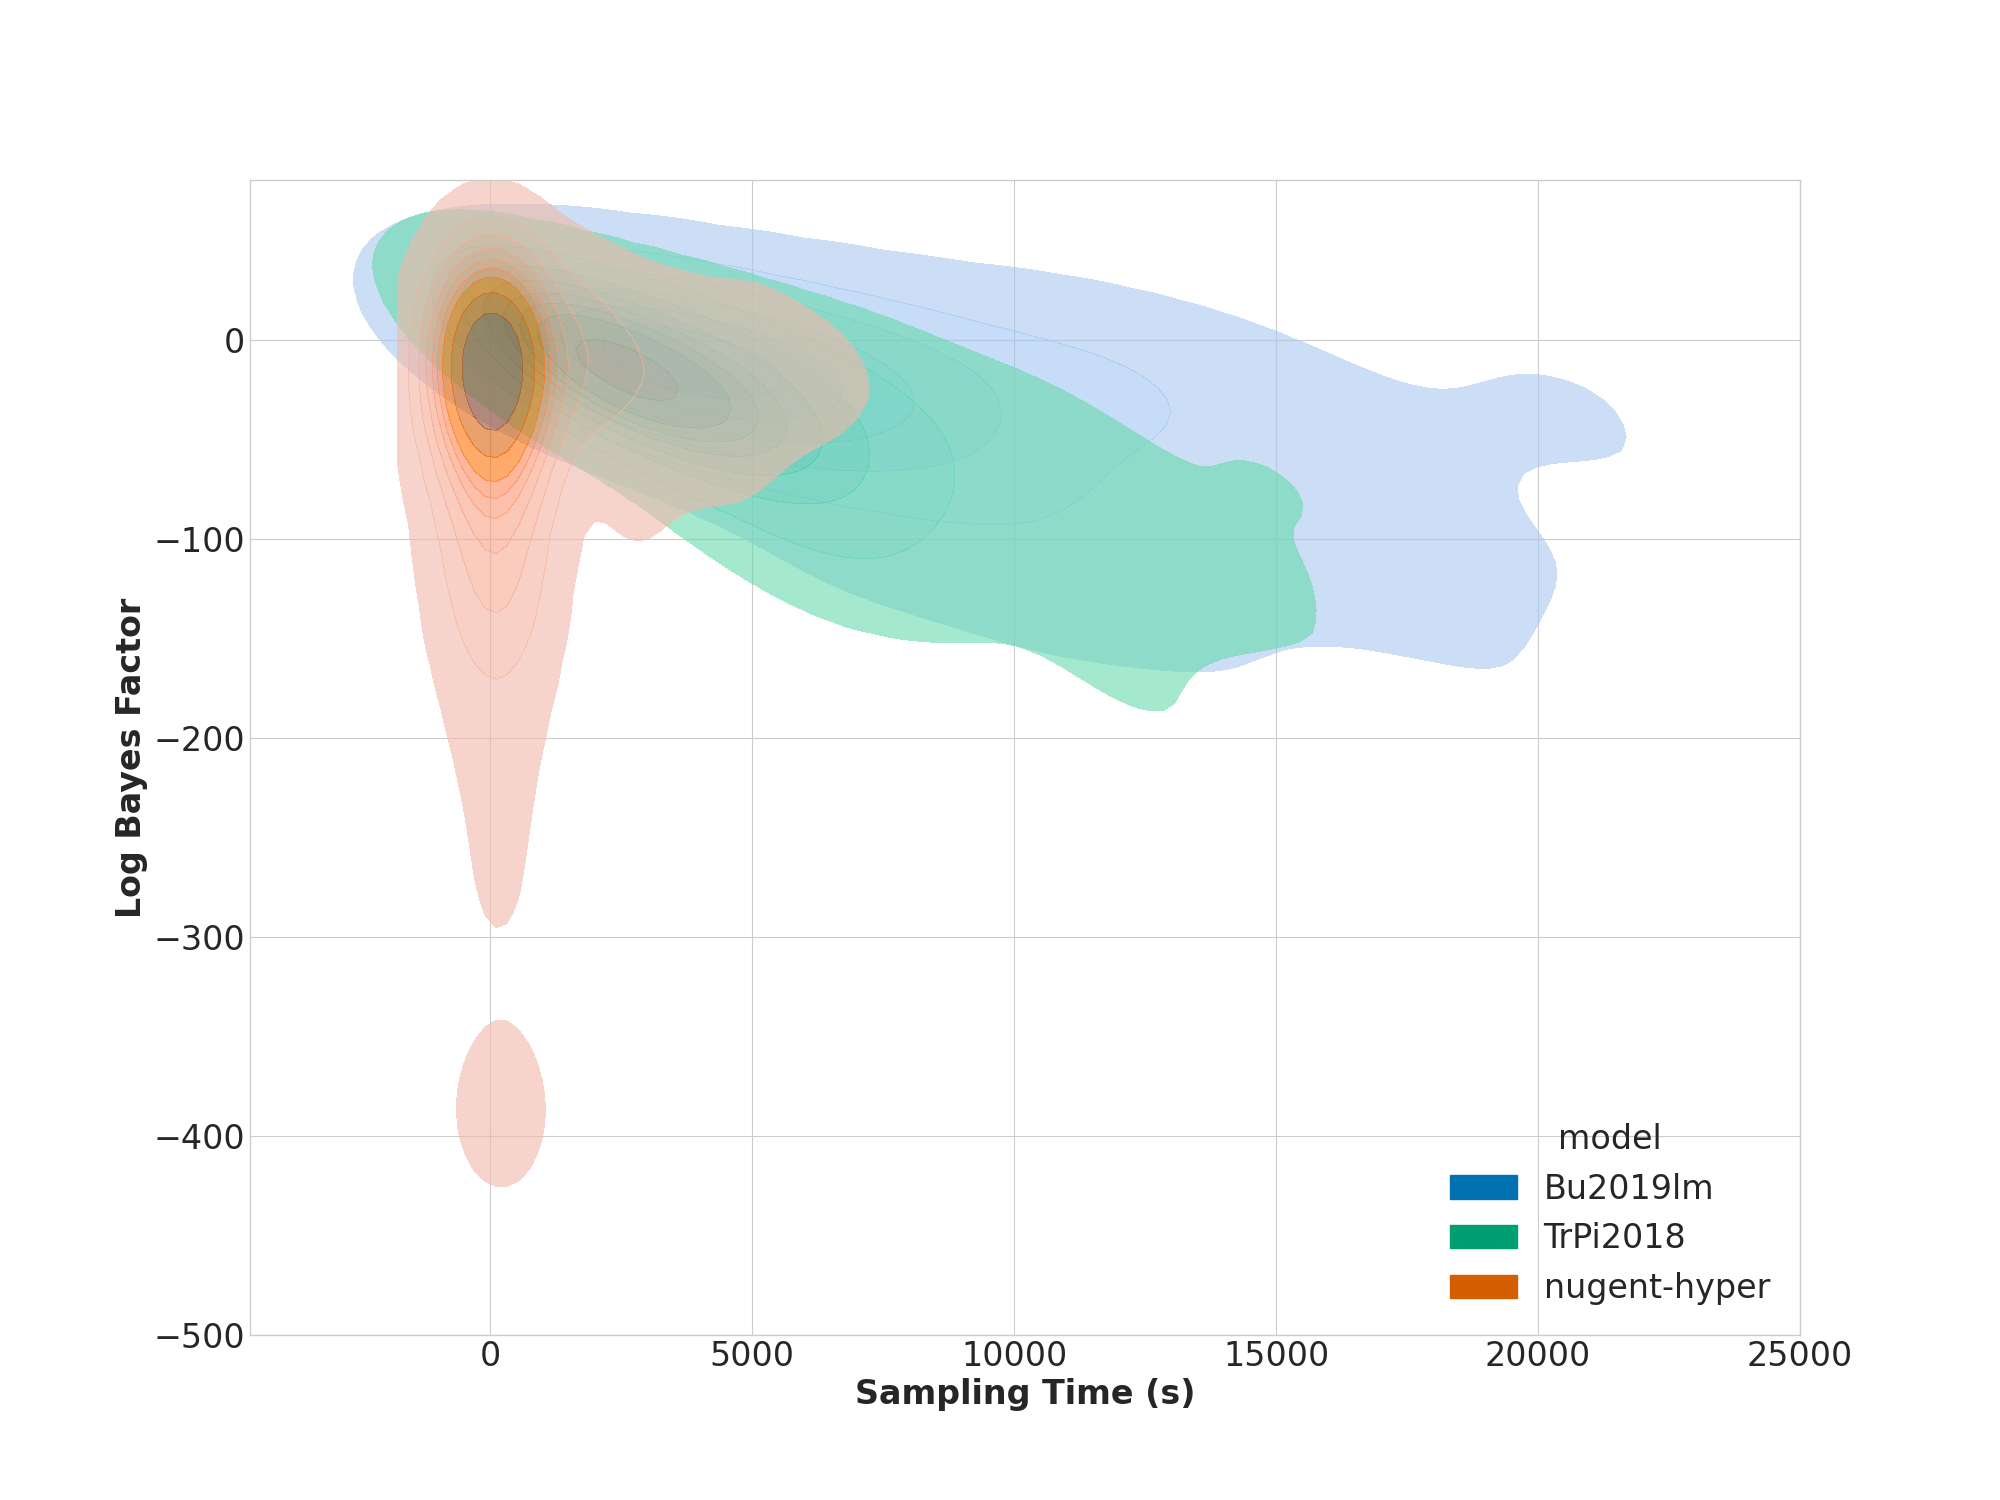 0
−100
−200
−300
−400
−500
Log Bayes Factor
0 5000 10000 15000 20000 25000
Sampling Time (s)
model
Bu2019lm
TrPi2018
nugent-hyper